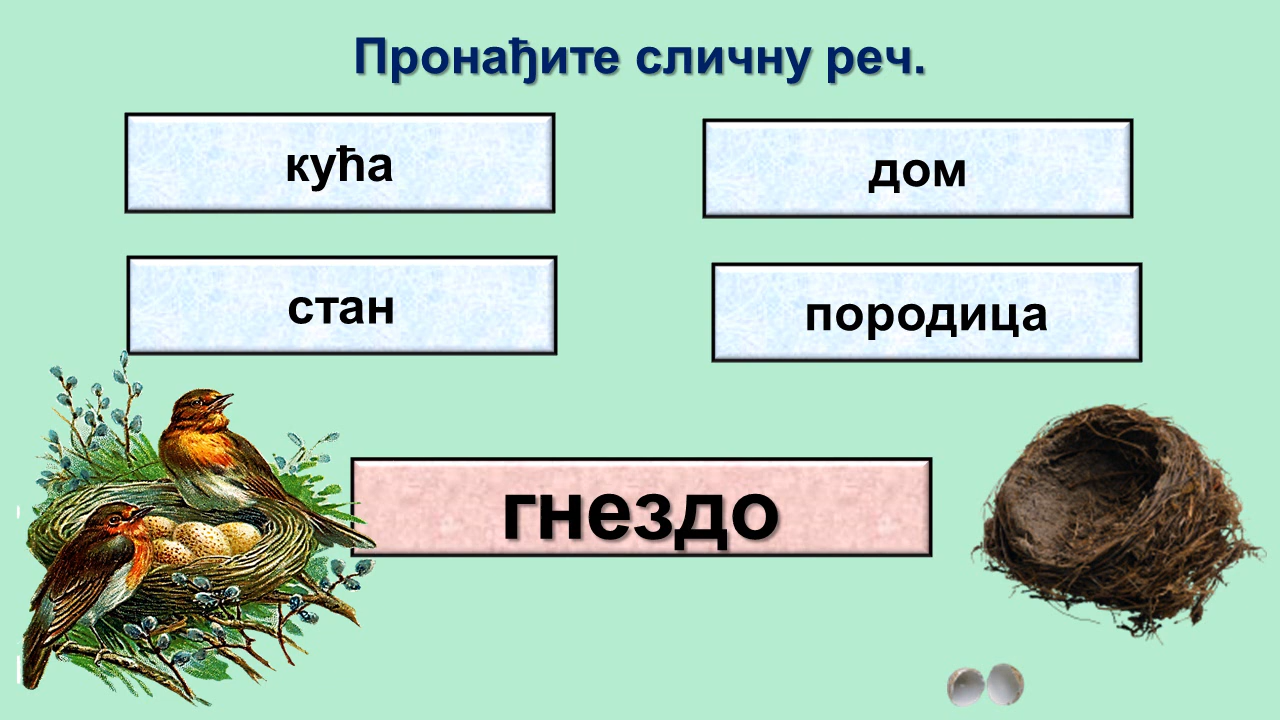 Пронађите сличну реч.
кућа
дом
стан
породица
гнездо